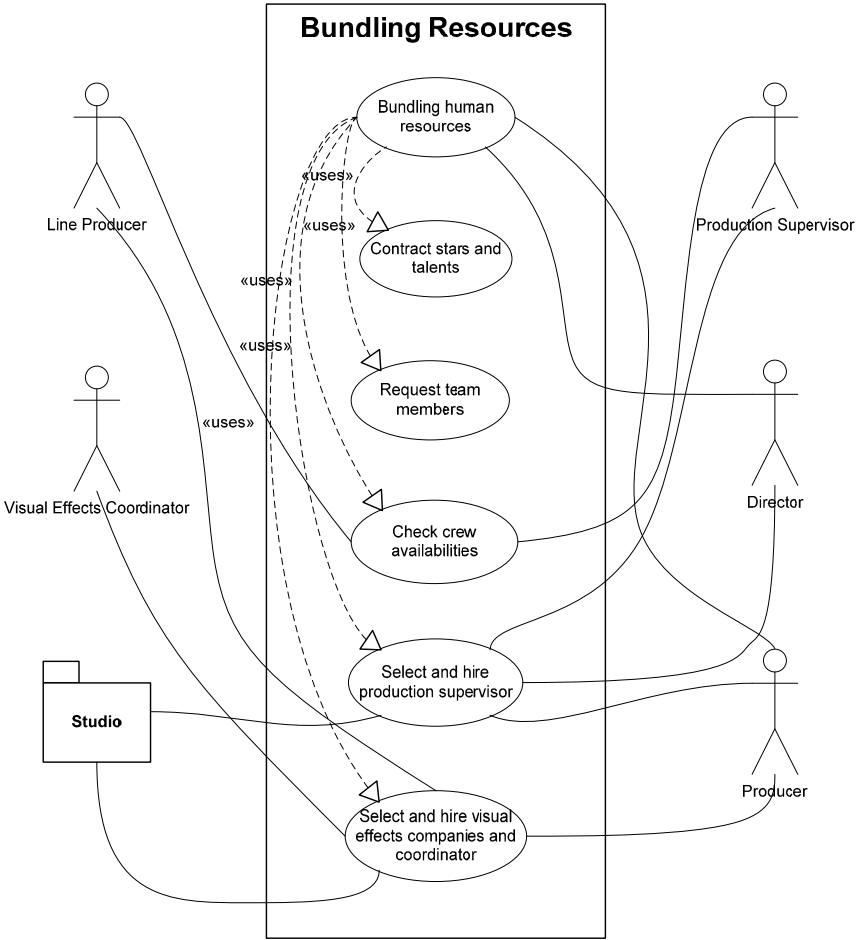 Bundling Resources
Bundling human
resources
«uses»
Line Producer
«uses»
Production Supervisor
Contract stars and
talents
«uses»
«uses»
Request team
members
«uses»
Visual Effects Coordinator
Director
Check crew
availabilities
Select and hire
production supervisor
Studio
Producer
Select and hire visual
effects companies and
coordinator